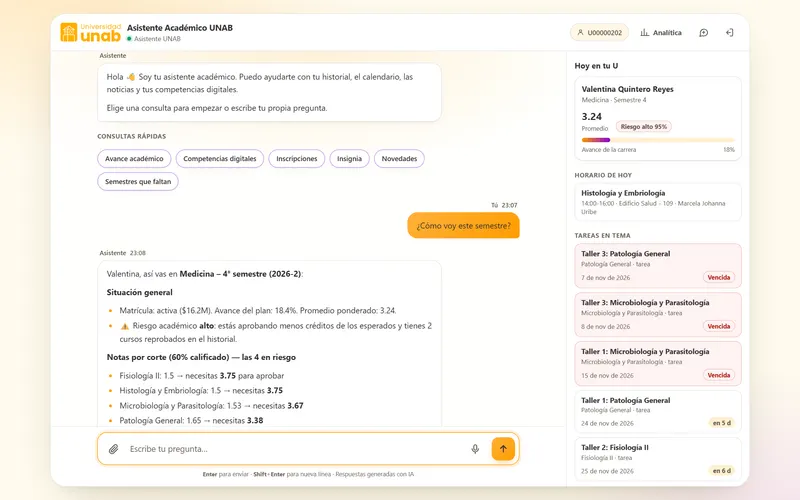 Universidad
unab
Asistente Académico UNAB
Asistente UNAB
U00000202
Analítica
Asistente
Hola 👋 Soy tu asistente académico. Puedo ayudarte con tu historial, el calendario, las
noticias y tus competencias digitales.
Elige una consulta para empezar o escribe tu propia pregunta.
CONSULTAS RÁPIDAS
Avance académico
Competencias digitales
Inscripciones
Insignia
Novedades
Semestres que faltan
Tú 23:07
¿Cómo voy este semestre?
Asistente 23:08
Valentina, así vas en Medicina – 4° semestre (2026-2):
Situación general
• Matrícula: activa ($16.2M). Avance del plan: 18.4%. Promedio ponderado: 3.24.
• ⚠️ Riesgo académico alto: estás aprobando menos créditos de los esperados y tienes 2
cursos reprobados en el historial.
Notas por corte (60% calificado) — las 4 en riesgo
• Fisiología II: 1.5 → necesitas 3.75 para aprobar
• Histología y Embriología: 1.5 → necesitas 3.75
• Microbiología y Parasitología: 1.53 → necesitas 3.67
• Patología General: 1.65 → necesitas 3.38
Escribe tu pregunta...
Enter para enviar · Shift+Enter para nueva línea · Respuestas generadas con IA
Hoy en tu U
Valentina Quintero Reyes
Medicina · Semestre 4
3.24
Promedio
Riesgo alto 95%
Avance de la carrera
18%
HORARIO DE HOY
Histología y Embriología
14:00-16:00 · Edificio Salud - 109 · Marcela Johanna
Uribe
TAREAS EN TEMA
Taller 3: Patología General
Patología General · tarea
7 de nov de 2026
Vencida
Taller 3: Microbiología y Parasitología
Microbiología y Parasitología · tarea
8 de nov de 2026
Vencida
Taller 1: Microbiología y Parasitología
Microbiología y Parasitología · tarea
15 de nov de 2026
Vencida
Taller 1: Patología General
Patología General · tarea
24 de nov de 2026
en 5 d
Taller 2: Fisiología II
Fisiología II · tarea
25 de nov de 2026
en 6 d